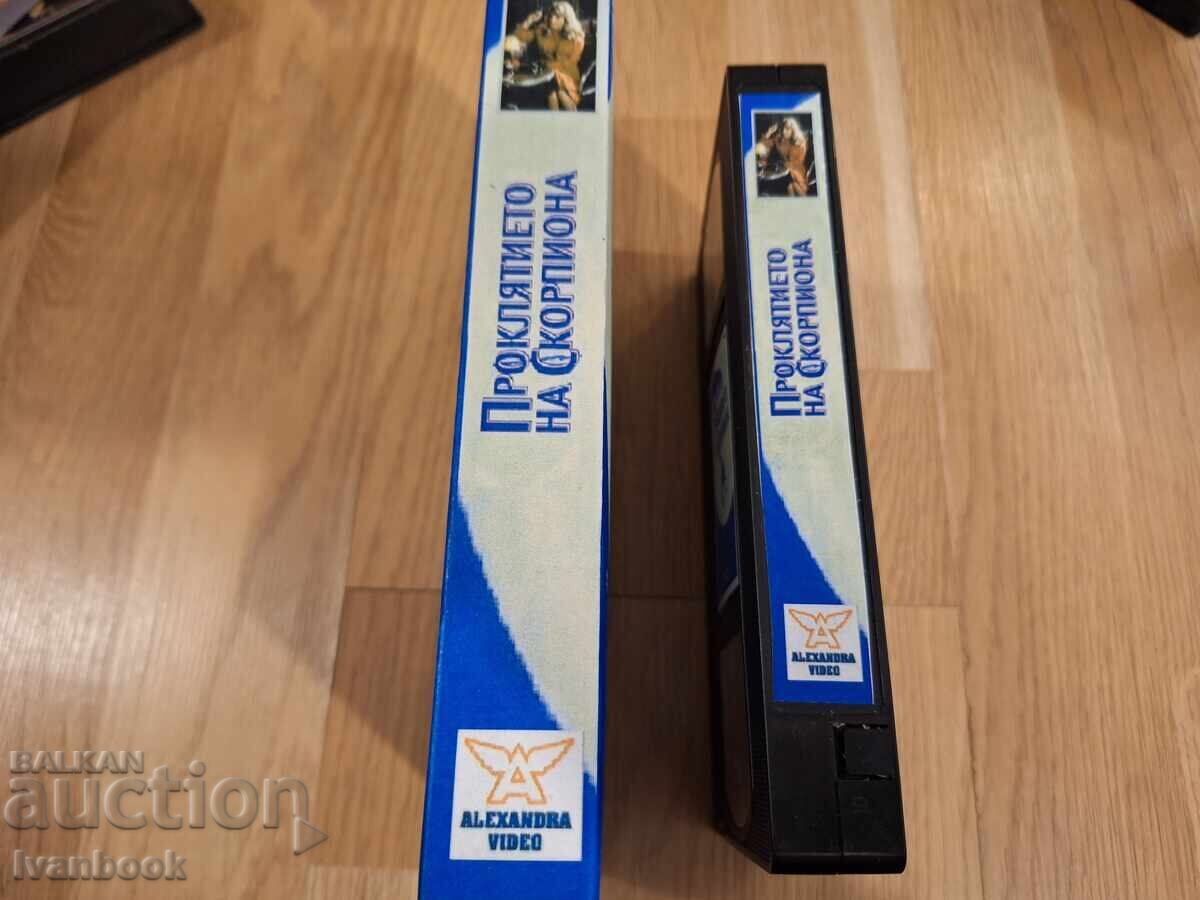 ПРОКЛЯТИЕТО
НА СКОРПИОНА
ALEXANDRA
VIDEO
ПРОКЛЯТИЕТО
НА СКОРПИОНА
ALEXANDRA
VIDEO
BALKAN
auction
Ivanbook